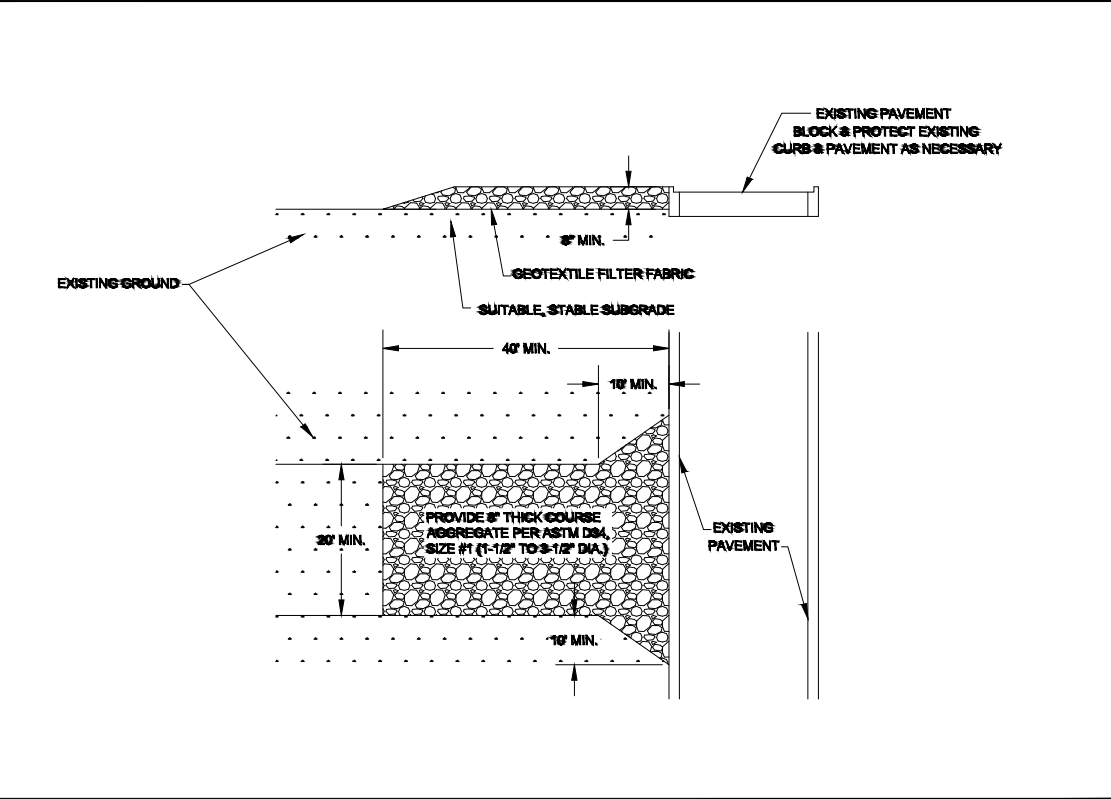 EXISTING PAVEMENT
BLOCK & PROTECT EXISTING
CURB & PAVEMENT AS NECESSARY
8" MIN.
GEOTEXTILE FILTER FABRIC
EXISTING GROUND
SUITABLE, STABLE SUBGRADE
40' MIN.
10' MIN.
PROVIDE 8" THICK COURSE
AGGREGATE PER ASTM D34,
SIZE #1 (1-1/2" TO 3-1/2" DIA.)
20' MIN.
EXISTING
PAVEMENT
10' MIN.